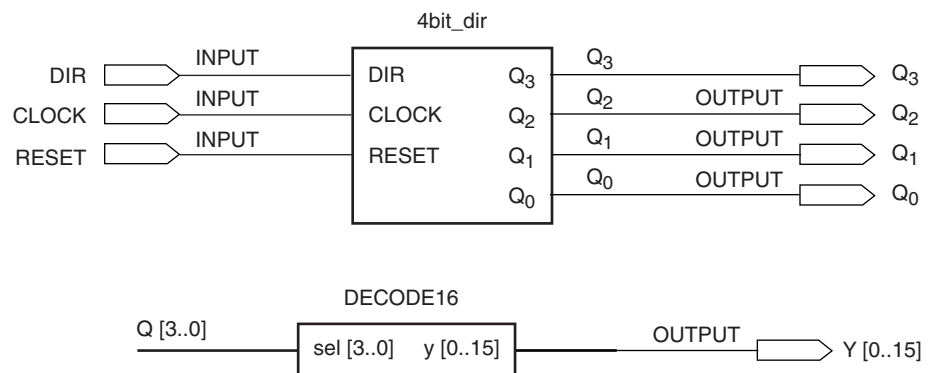 4bit_dir
DIR INPUT DIR Q3 Q3 Q3
CLOCK INPUT CLOCK Q2 Q2 OUTPUT Q2
RESET INPUT RESET Q1 Q1 OUTPUT Q1
Q0 Q0 OUTPUT Q0
DECODE16
Q [3..0] sel [3..0] y [0..15] OUTPUT Y [0..15]